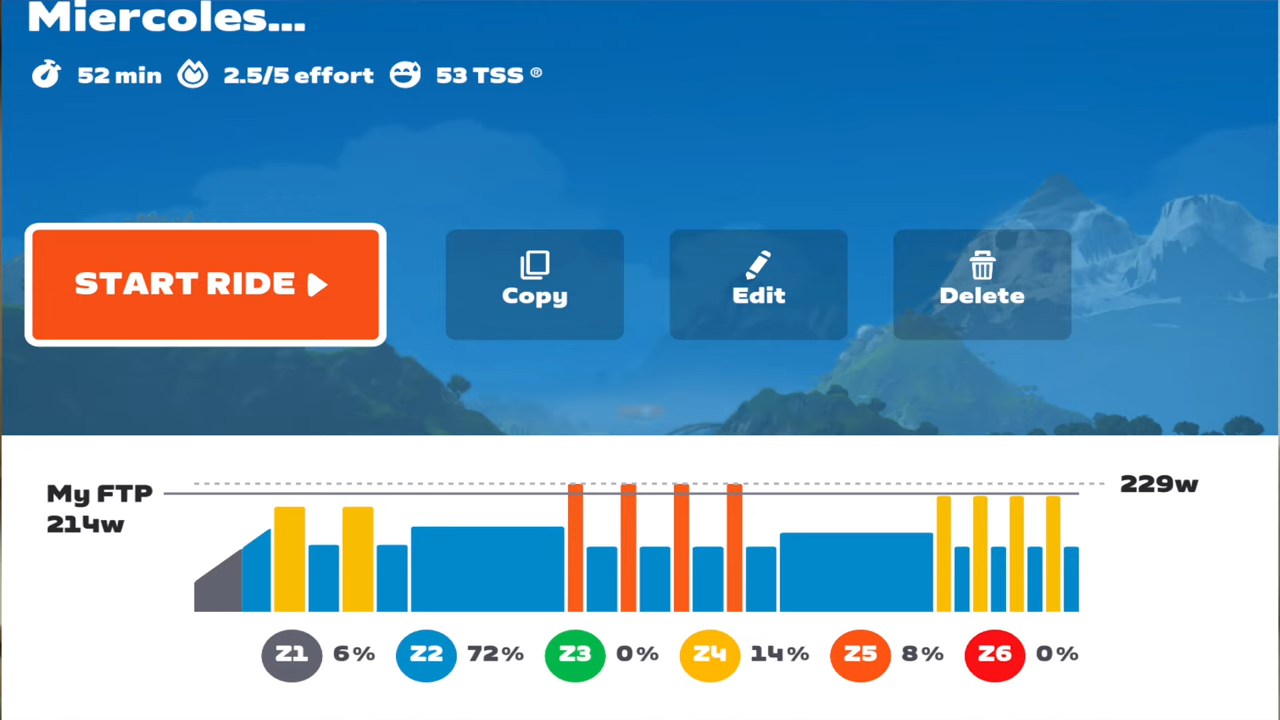 Miercoles...
52 min 2.5/5 effort 53 TSS ®
START RIDE
Copy
Edit
Delete
My FTP
214w
229w
Z1 6% Z2 72% Z3 0% Z4 14% Z5 8% Z6 0%